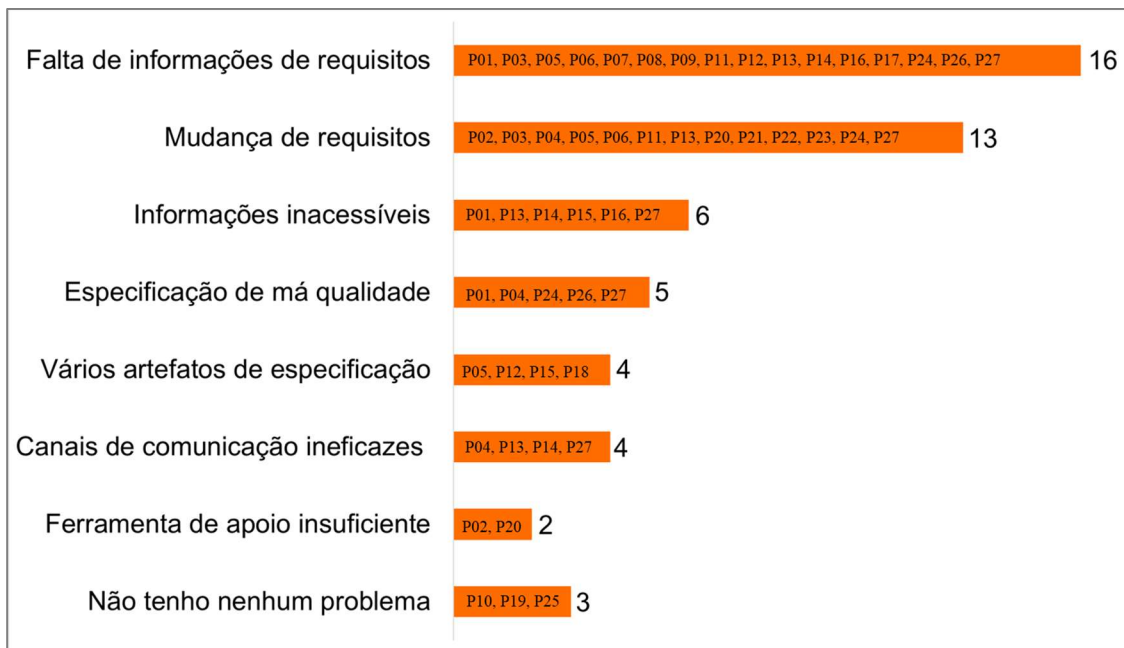 Falta de informações de requisitos
P01, P03, P05, P06, P07, P08, P09, P11, P12, P13, P14, P16, P17, P24, P26, P27
16
Mudança de requisitos
P02, P03, P04, P05, P06, P11, P13, P20, P21, P22, P23, P24, P27
13
Informações inacessíveis
P01, P13, P14, P15, P16, P27
6
Especificação de má qualidade
P01, P04, P24, P26, P27
5
Vários artefatos de especificação
P05, P12, P15, P18
4
Canais de comunicação ineficazes
P04, P13, P14, P27
4
Ferramenta de apoio insuficiente
P02, P20
2
Não tenho nenhum problema
P10, P19, P25
3